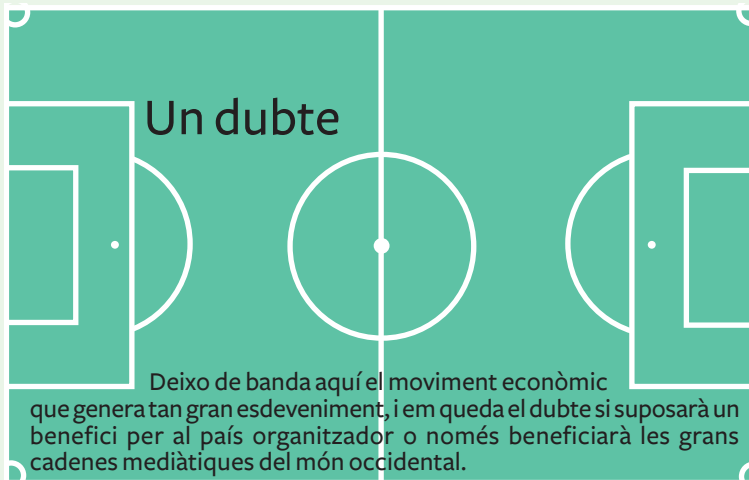 Un dubte
Deixo de banda aquí el moviment econòmic
que genera tan gran esdeveniment, i em queda el dubte si suposarà un
benefici per al país organitzador o només beneficiarà les grans
cadenes mediàtiques del món occidental.